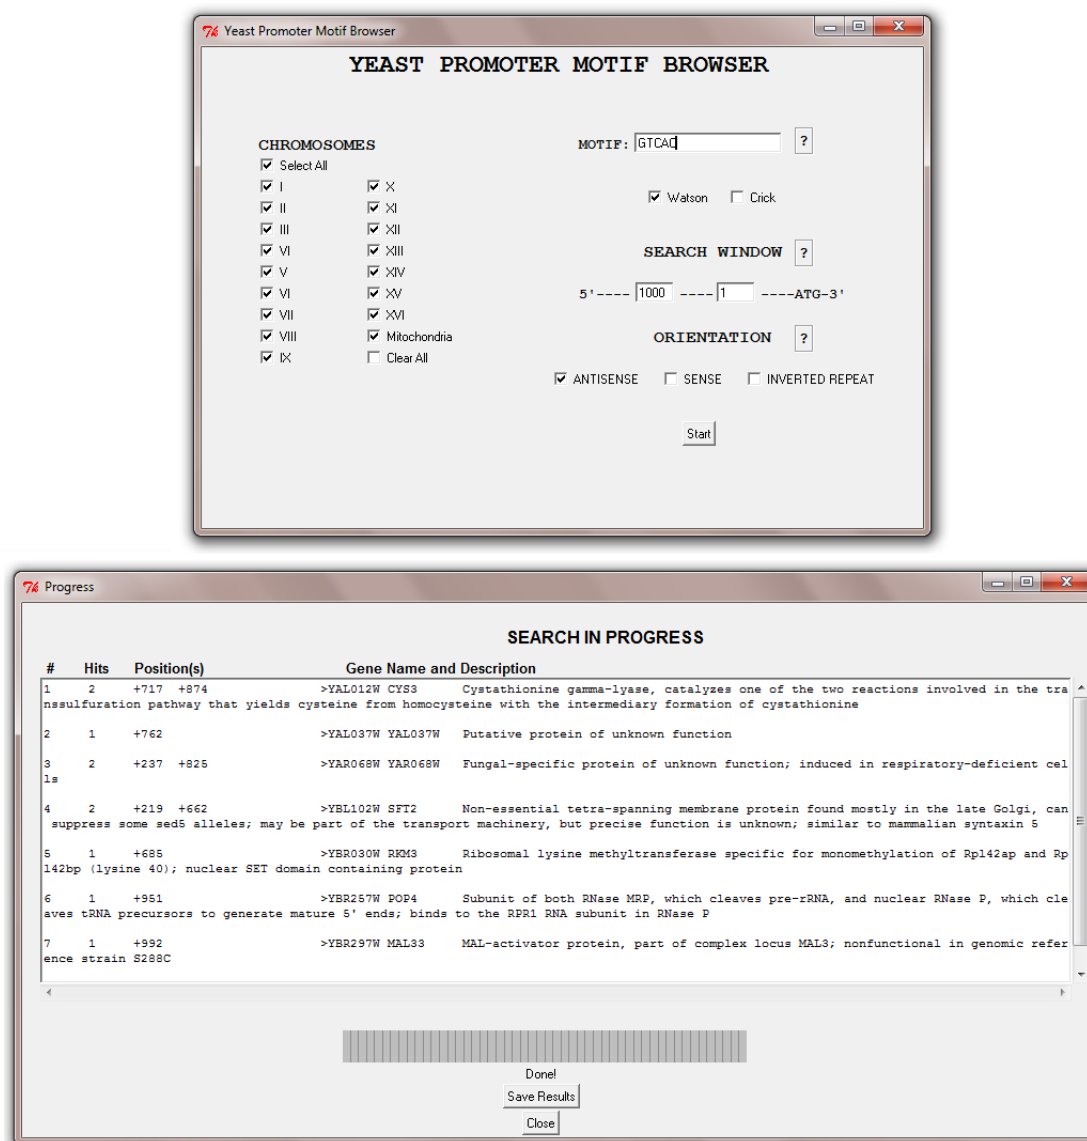 Yeast Promoter Motif Browser
YEAST PROMOTER MOTIF BROWSER
CHROMOSOMES
MOTIF: GTCAC ?
Select All
I X
II XI
Watson Crick
III XII
VI XIII
SEARCH WINDOW ?
V XIV
VI XV
5'---- 1000 ---- 1 ----ATG-3'
VII XVI
VIII Mitochondria
ORIENTATION ?
IX Clear All
ANTISENSE SENSE INVERTED REPEAT
Start
Progress
SEARCH IN PROGRESS
# Hits Position(s) Gene Name and Description
1 2 +717 +874 >YAL012W CYS3 Cystathionine gamma-lyase, catalyzes one of the two reactions involved in the tra
nssulfuration pathway that yields cysteine from homocysteine with the intermediary formation of cystathionine
2 1 +762 >YAL037W YAL037W Putative protein of unknown function
3 2 +237 +825 >YAR068W YAR068W Fungal-specific protein of unknown function; induced in respiratory-deficient cel
ls
4 2 +219 +662 >YBL102W SFT2 Non-essential tetra-spanning membrane protein found mostly in the late Golgi, can
suppress some sed5 alleles; may be part of the transport machinery, but precise function is unknown; similar to mammalian syntaxin 5
5 1 +685 >YBR030W RKM3 Ribosomal lysine methyltransferase specific for monomethylation of Rpl42ap and Rp
l42bp (lysine 40); nuclear SET domain containing protein
6 1 +951 >YBR257W POP4 Subunit of both RNase MRP, which cleaves pre-rRNA, and nuclear RNase P, which cle
aves tRNA precursors to generate mature 5' ends; binds to the RPR1 RNA subunit in RNase P
7 1 +992 >YBR297W MAL33 MAL-activator protein, part of complex locus MAL3; nonfunctional in genomic refer
ence strain S288C
Done!
Save Results
Close